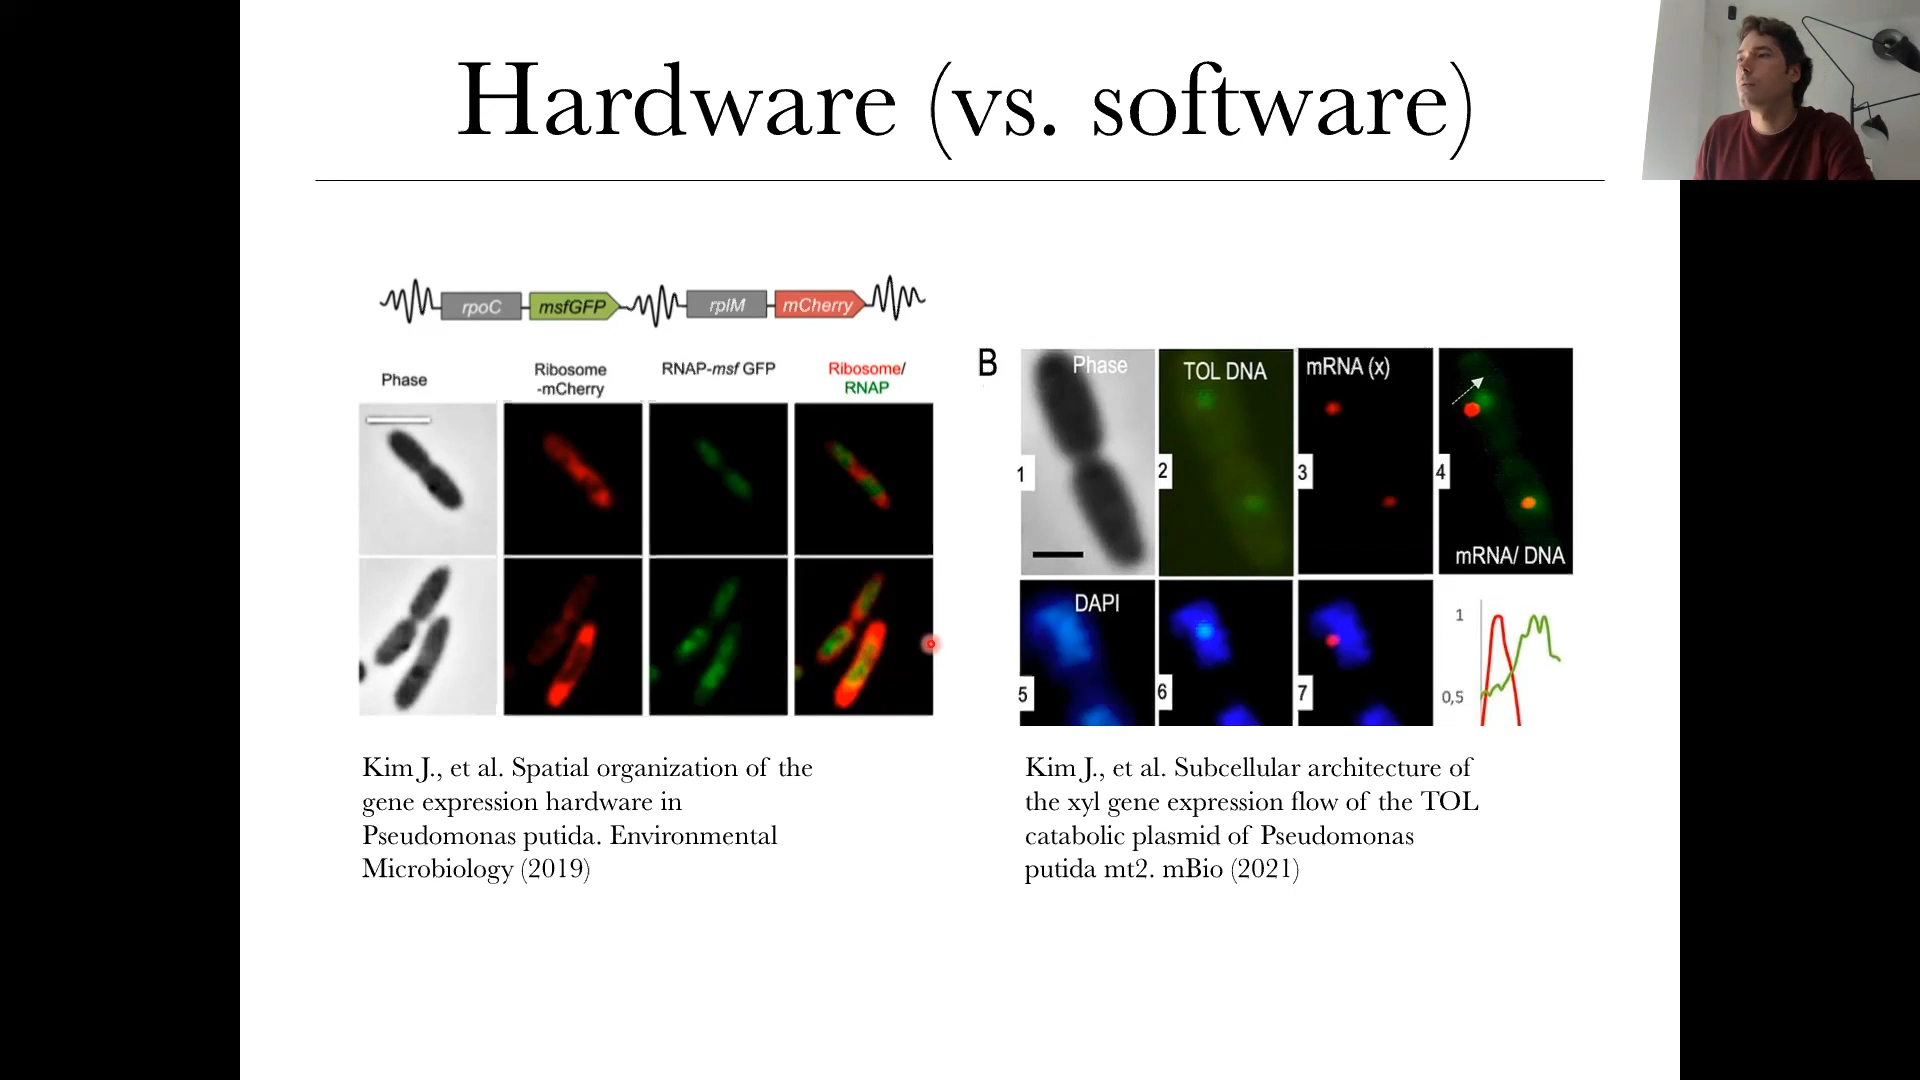 Hardware (vs. software)
rpoC msfGFP rplM mCherry
Phase
Ribosome
-mCherry
RNAP-msf GFP
Ribosome/
RNAP
B
Phase
TOL DNA
mRNA (x)
1
2
3
4
mRNA/ DNA
DAPI
5
6
7
1
0,5
Kim J., et al. Spatial organization of the
gene expression hardware in
Pseudomonas putida. Environmental
Microbiology (2019)
Kim J., et al. Subcellular architecture of
the xyl gene expression flow of the TOL
catabolic plasmid of Pseudomonas
putida mt2. mBio (2021)